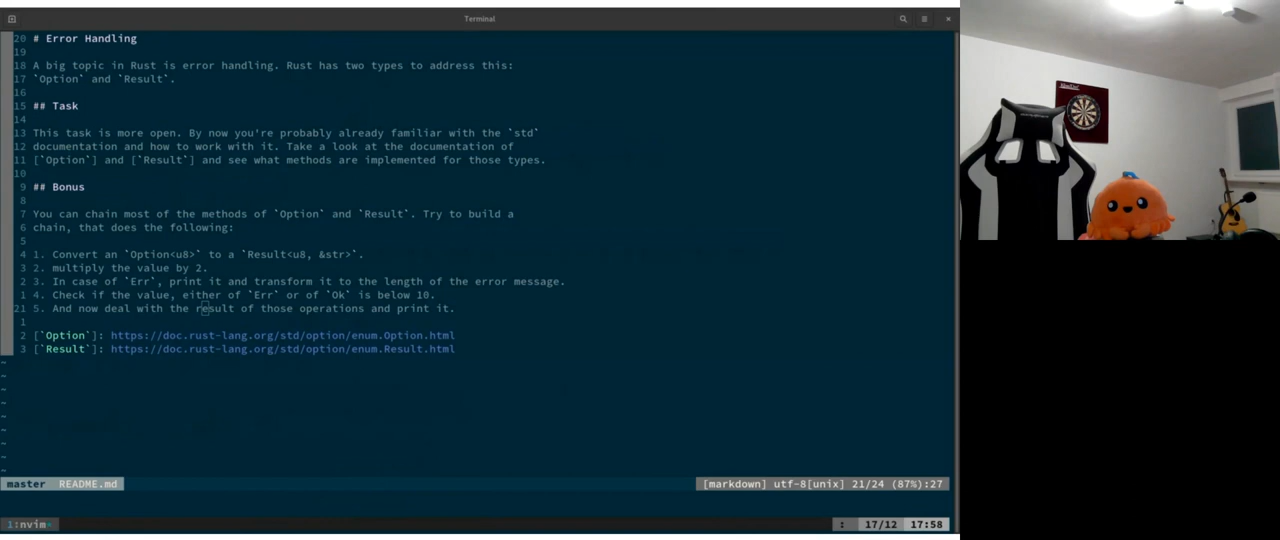 Terminal
20 # Error Handling
19
18 A big topic in Rust is error handling. Rust has two types to address this:
17 `Option` and `Result`.
16
15 ## Task
14
13 This task is more open. By now you're probably already familiar with the `std`
12 documentation and how to work with it. Take a look at the documentation of
11 [`Option`] and [`Result`] and see what methods are implemented for those types.
10
9 ## Bonus
8
7 You can chain most of the methods of `Option` and `Result`. Try to build a
6 chain, that does the following:
5
4 1. Convert an `Option<u8>` to a `Result<u8, &str>`.
3 2. multiply the value by 2.
2 3. In case of `Err`, print it and transform it to the length of the error message.
1 4. Check if the value, either of `Err` or of `Ok` is below 10.
21 5. And now deal with the result of those operations and print it.
1
2 [`Option`]: https://doc.rust-lang.org/std/option/enum.Option.html
3 [`Result`]: https://doc.rust-lang.org/std/option/enum.Result.html
~
~
~
~
~
~
~
~
~
master README.md [markdown] utf-8[unix] 21/24 (87%):27
1:nvim< : 17/12 17:58